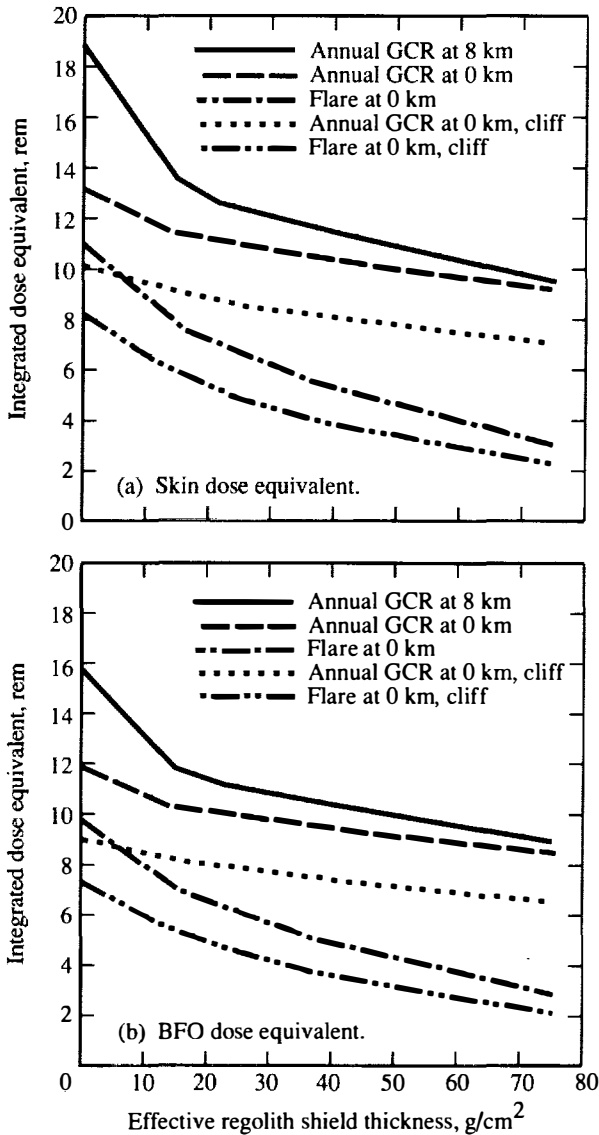 20
18
16
14
12
10
8
6
4
2
0
Integrated dose equivalent, rem
Annual GCR at 8 km
Annual GCR at 0 km
Flare at 0 km
Annual GCR at 0 km, cliff
Flare at 0 km, cliff
(a) Skin dose equivalent.
20
18
16
14
12
10
8
6
4
2
Integrated dose equivalent, rem
Annual GCR at 8 km
Annual GCR at 0 km
Flare at 0 km
Annual GCR at 0 km, cliff
Flare at 0 km, cliff
(b) BFO dose equivalent.
0 10 20 30 40 50 60 70 80
Effective regolith shield thickness, g/cm²